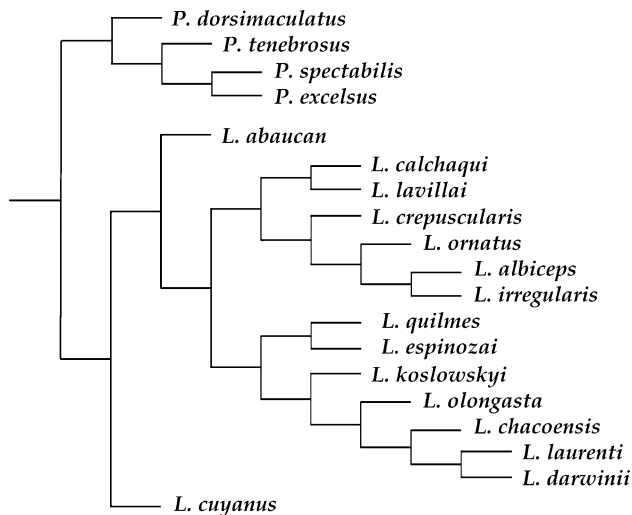 P. dorsimaculatus
P. tenebrosus
P. spectabilis
P. excelsus
L. abaucan
L. calchaqui
L. lavillai
L. crepuscularis
L. ornatus
L. albiceps
L. irregularis
L. quilmes
L. espinozai
L. koslowskyi
L. olongasta
L. chacoensis
L. laurenti
L. darwinii
L. cuyanus